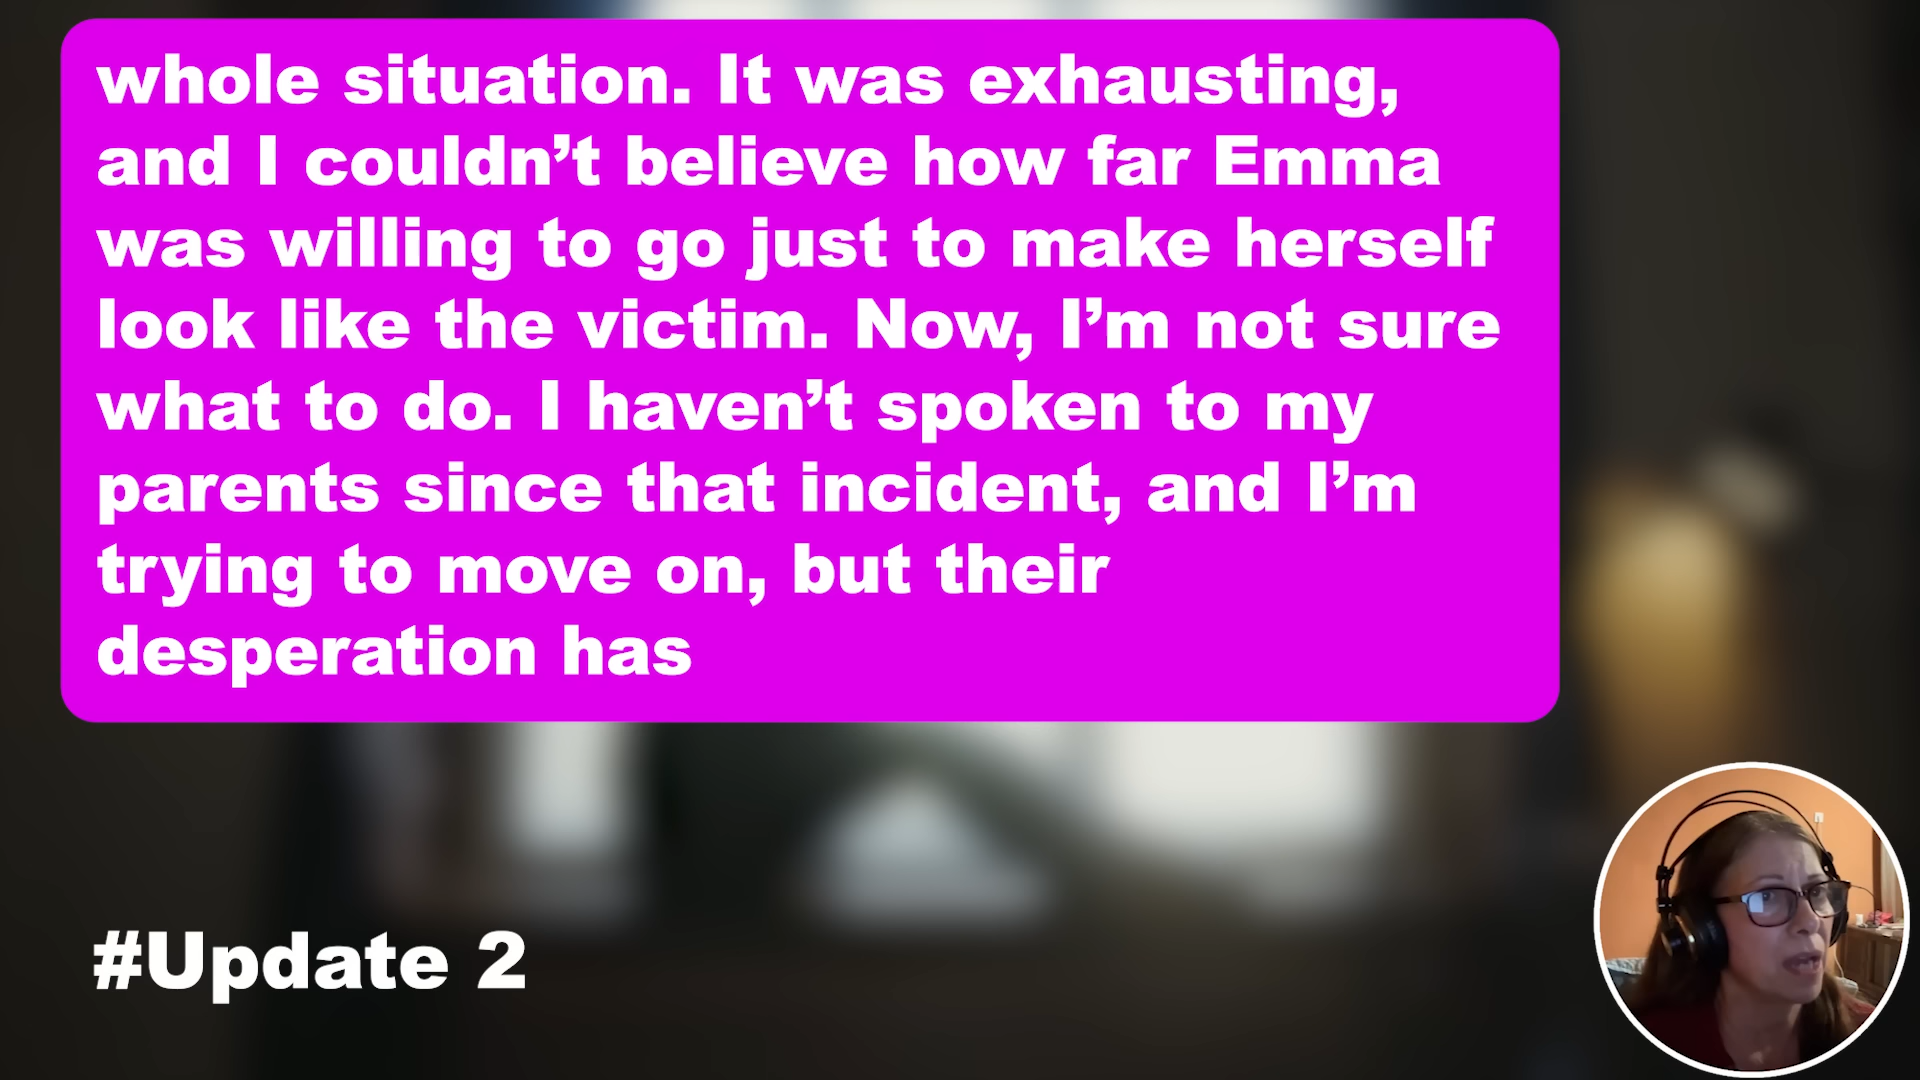 whole situation. It was exhausting,
and I couldn’t believe how far Emma
was willing to go just to make herself
look like the victim. Now, I’m not sure
what to do. I haven’t spoken to my
parents since that incident, and I’m
trying to move on, but their
desperation has
#Update 2